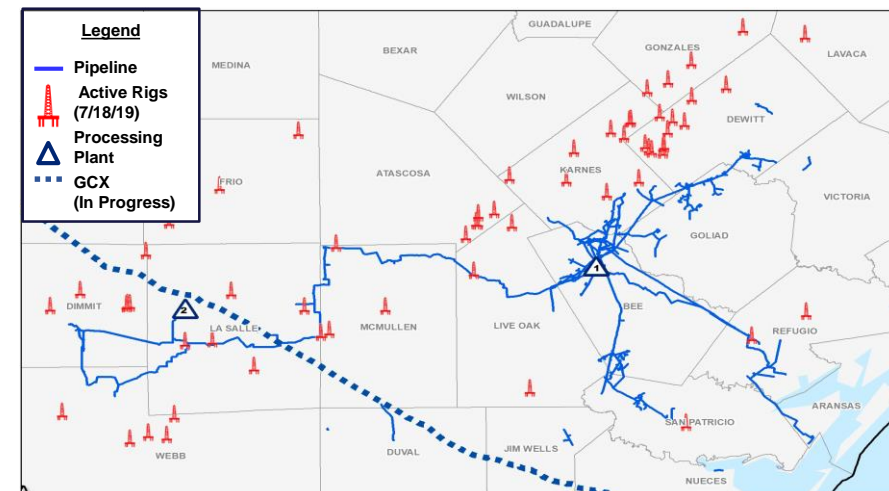 Legend
Pipeline
Active Rigs
(7/18/19)
Processing
Plant
GCX
(In Progress)
GUADALUPE
MEDINA
BEXAR
GONZALES
LAVACA
WILSON
DEWITT
ATASCOSA
KARNES
FRIO
VICTORIA
GOLIAD
1
DIMMIT
2
LA SALLE
MCMULLEN
LIVE OAK
BEE
REFUGIO
ARANSAS
SAN PATRICIO
WEBB
DUVAL
JIM WELLS
NUECES